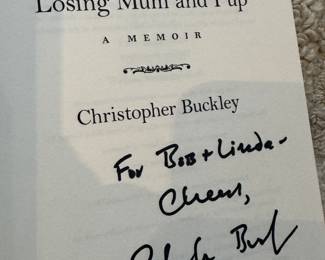 Losing Mum and Pup
A MEMOIR
Christopher Buckley
For Bob + Linda -
Cheers,